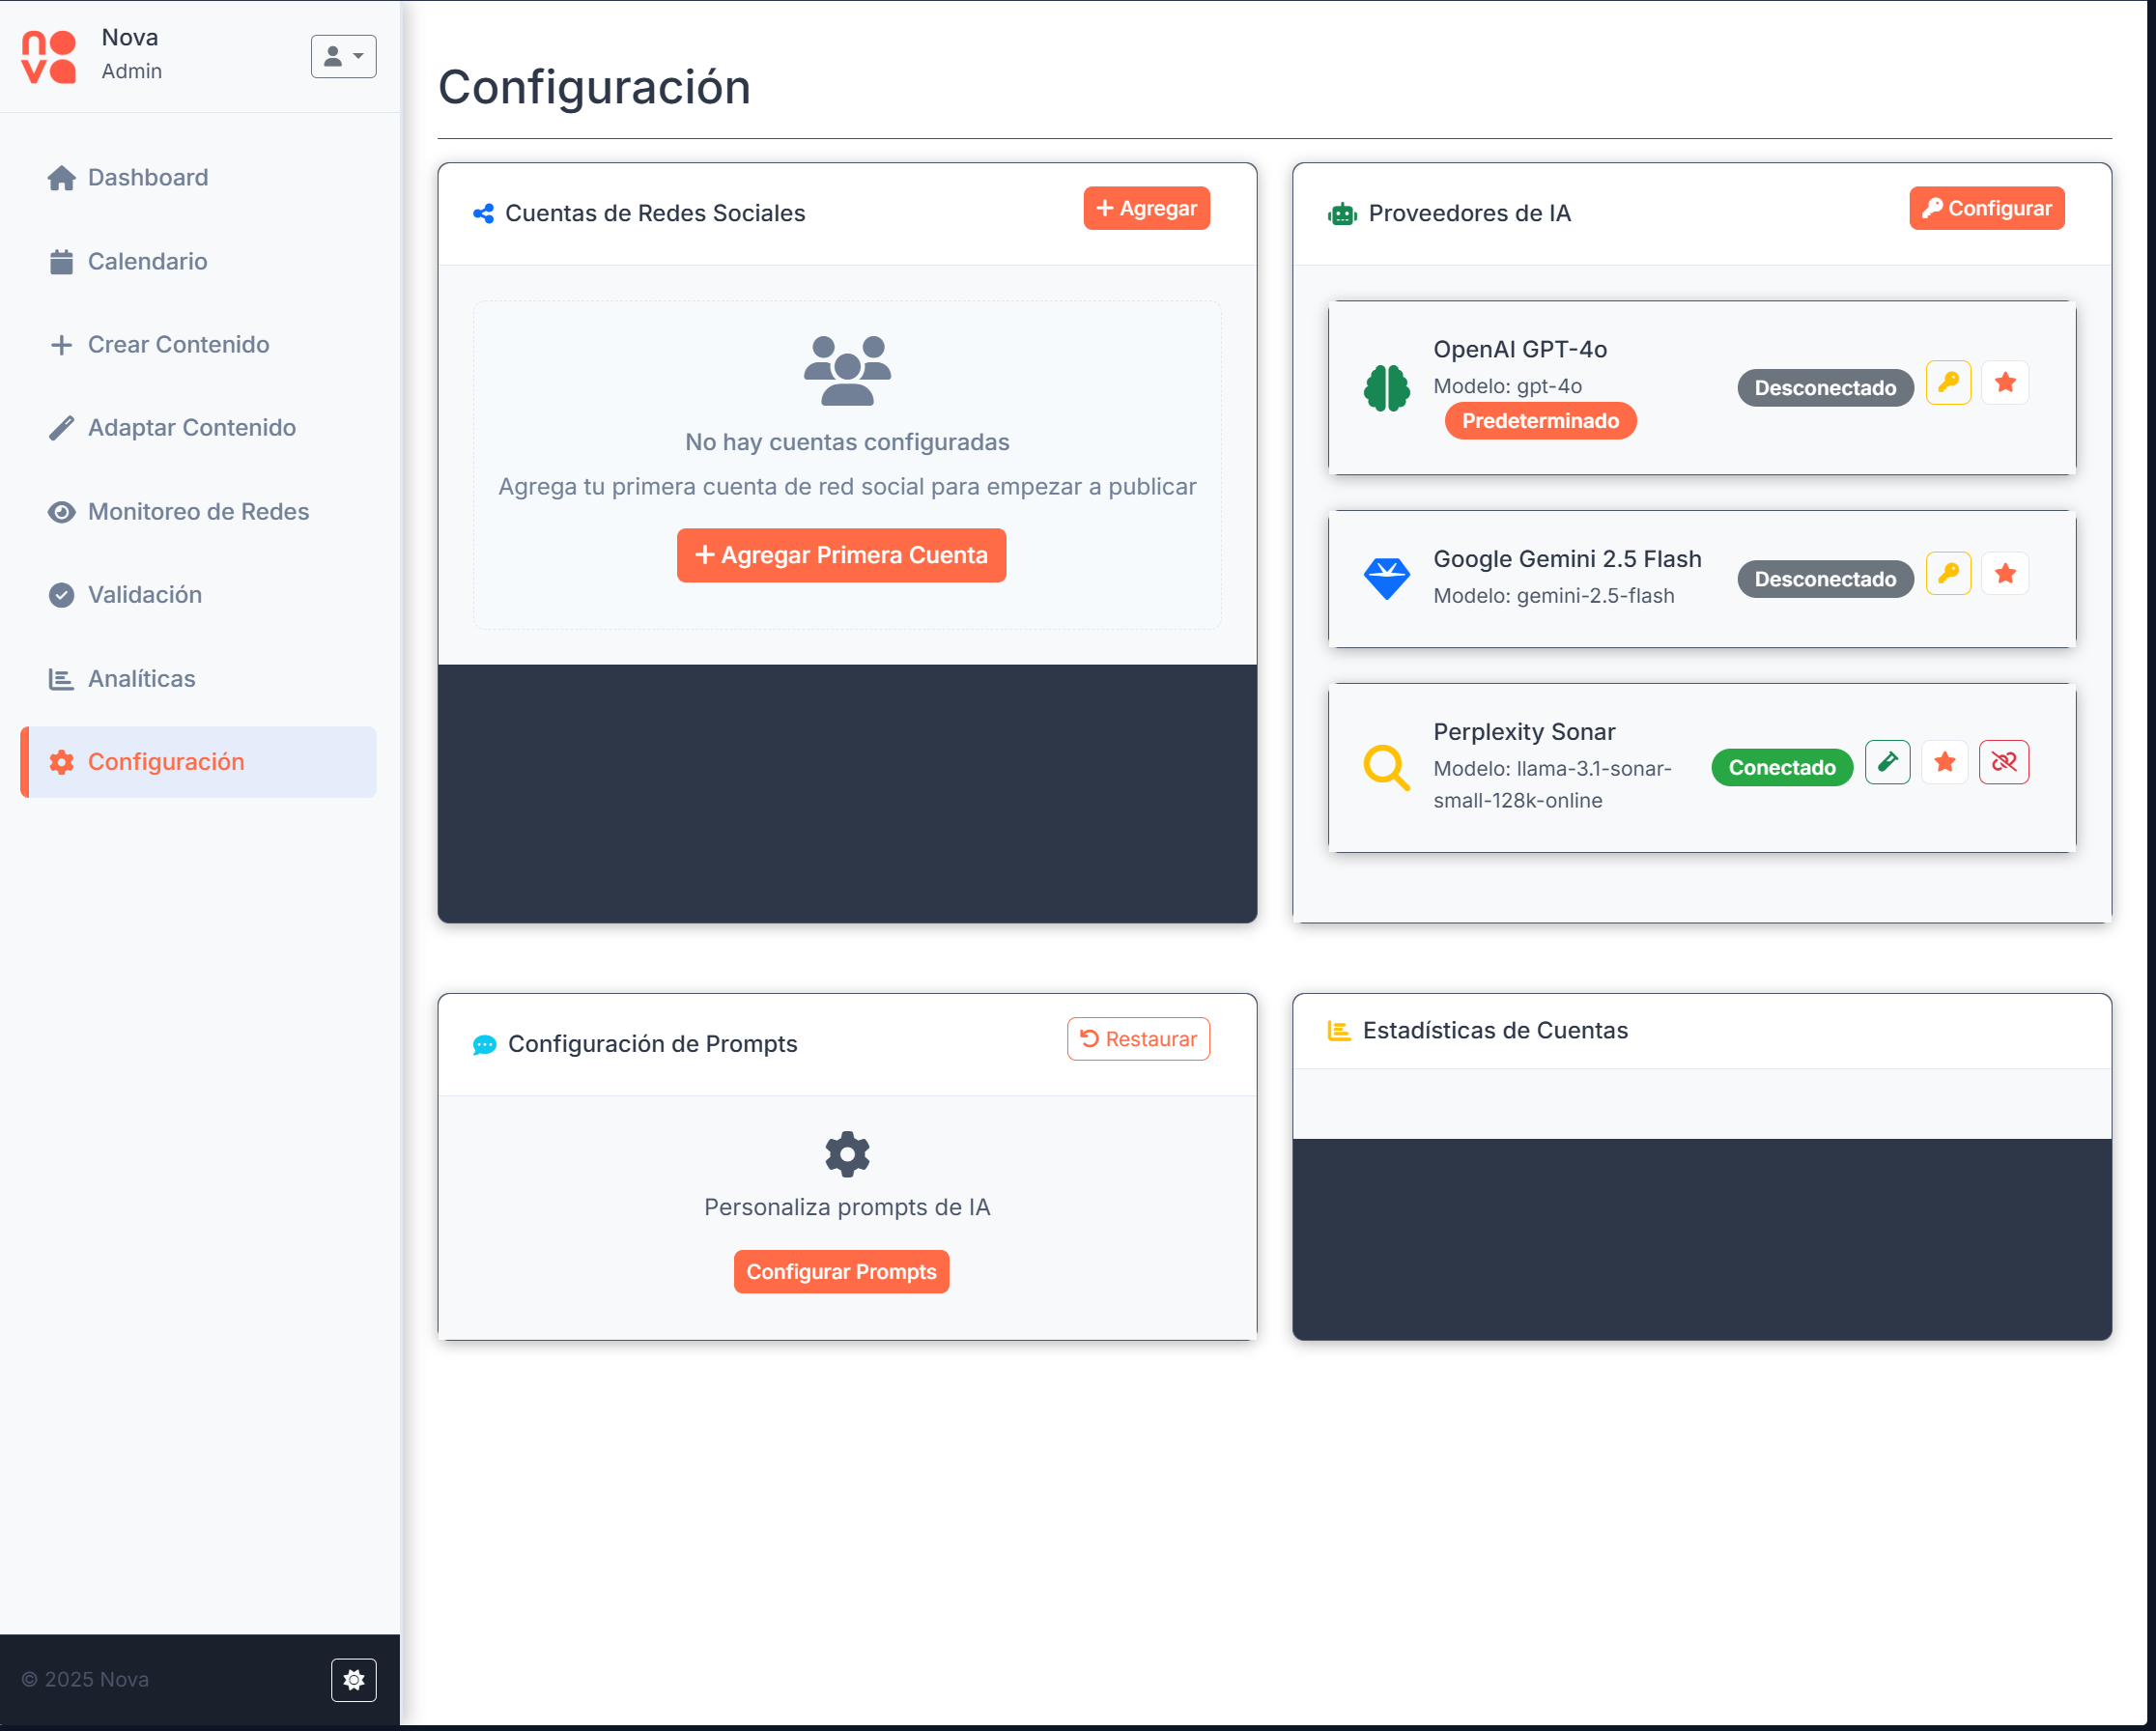 nova
Nova
Admin
Dashboard
Calendario
Crear Contenido
Adaptar Contenido
Monitoreo de Redes
Validación
Analíticas
Configuración
© 2025 Nova
Configuración
Cuentas de Redes Sociales
Agregar
No hay cuentas configuradas
Agrega tu primera cuenta de red social para empezar a publicar
Agregar Primera Cuenta
Proveedores de IA
Configurar
OpenAI GPT-4o
Modelo: gpt-4o
Predeterminado
Desconectado
Google Gemini 2.5 Flash
Modelo: gemini-2.5-flash
Desconectado
Perplexity Sonar
Modelo: llama-3.1-sonar-
small-128k-online
Conectado
Configuración de Prompts
Restaurar
Personaliza prompts de IA
Configurar Prompts
Estadísticas de Cuentas